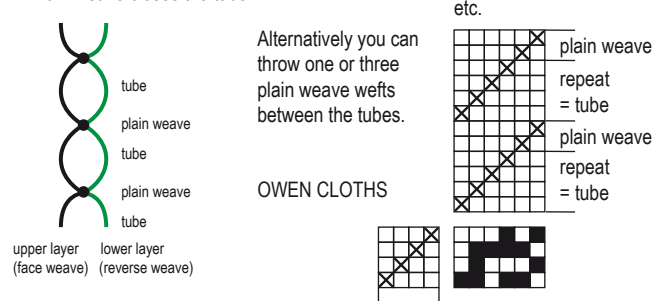 etc.
Alternatively you can
throw one or three
plain weave wefts
between the tubes.
OWEN CLOTHS
tube
plain weave
tube
plain weave
tube
upper layer
(face weave)
lower layer
(reverse weave)
plain weave
repeat
= tube
plain weave
repeat
= tube